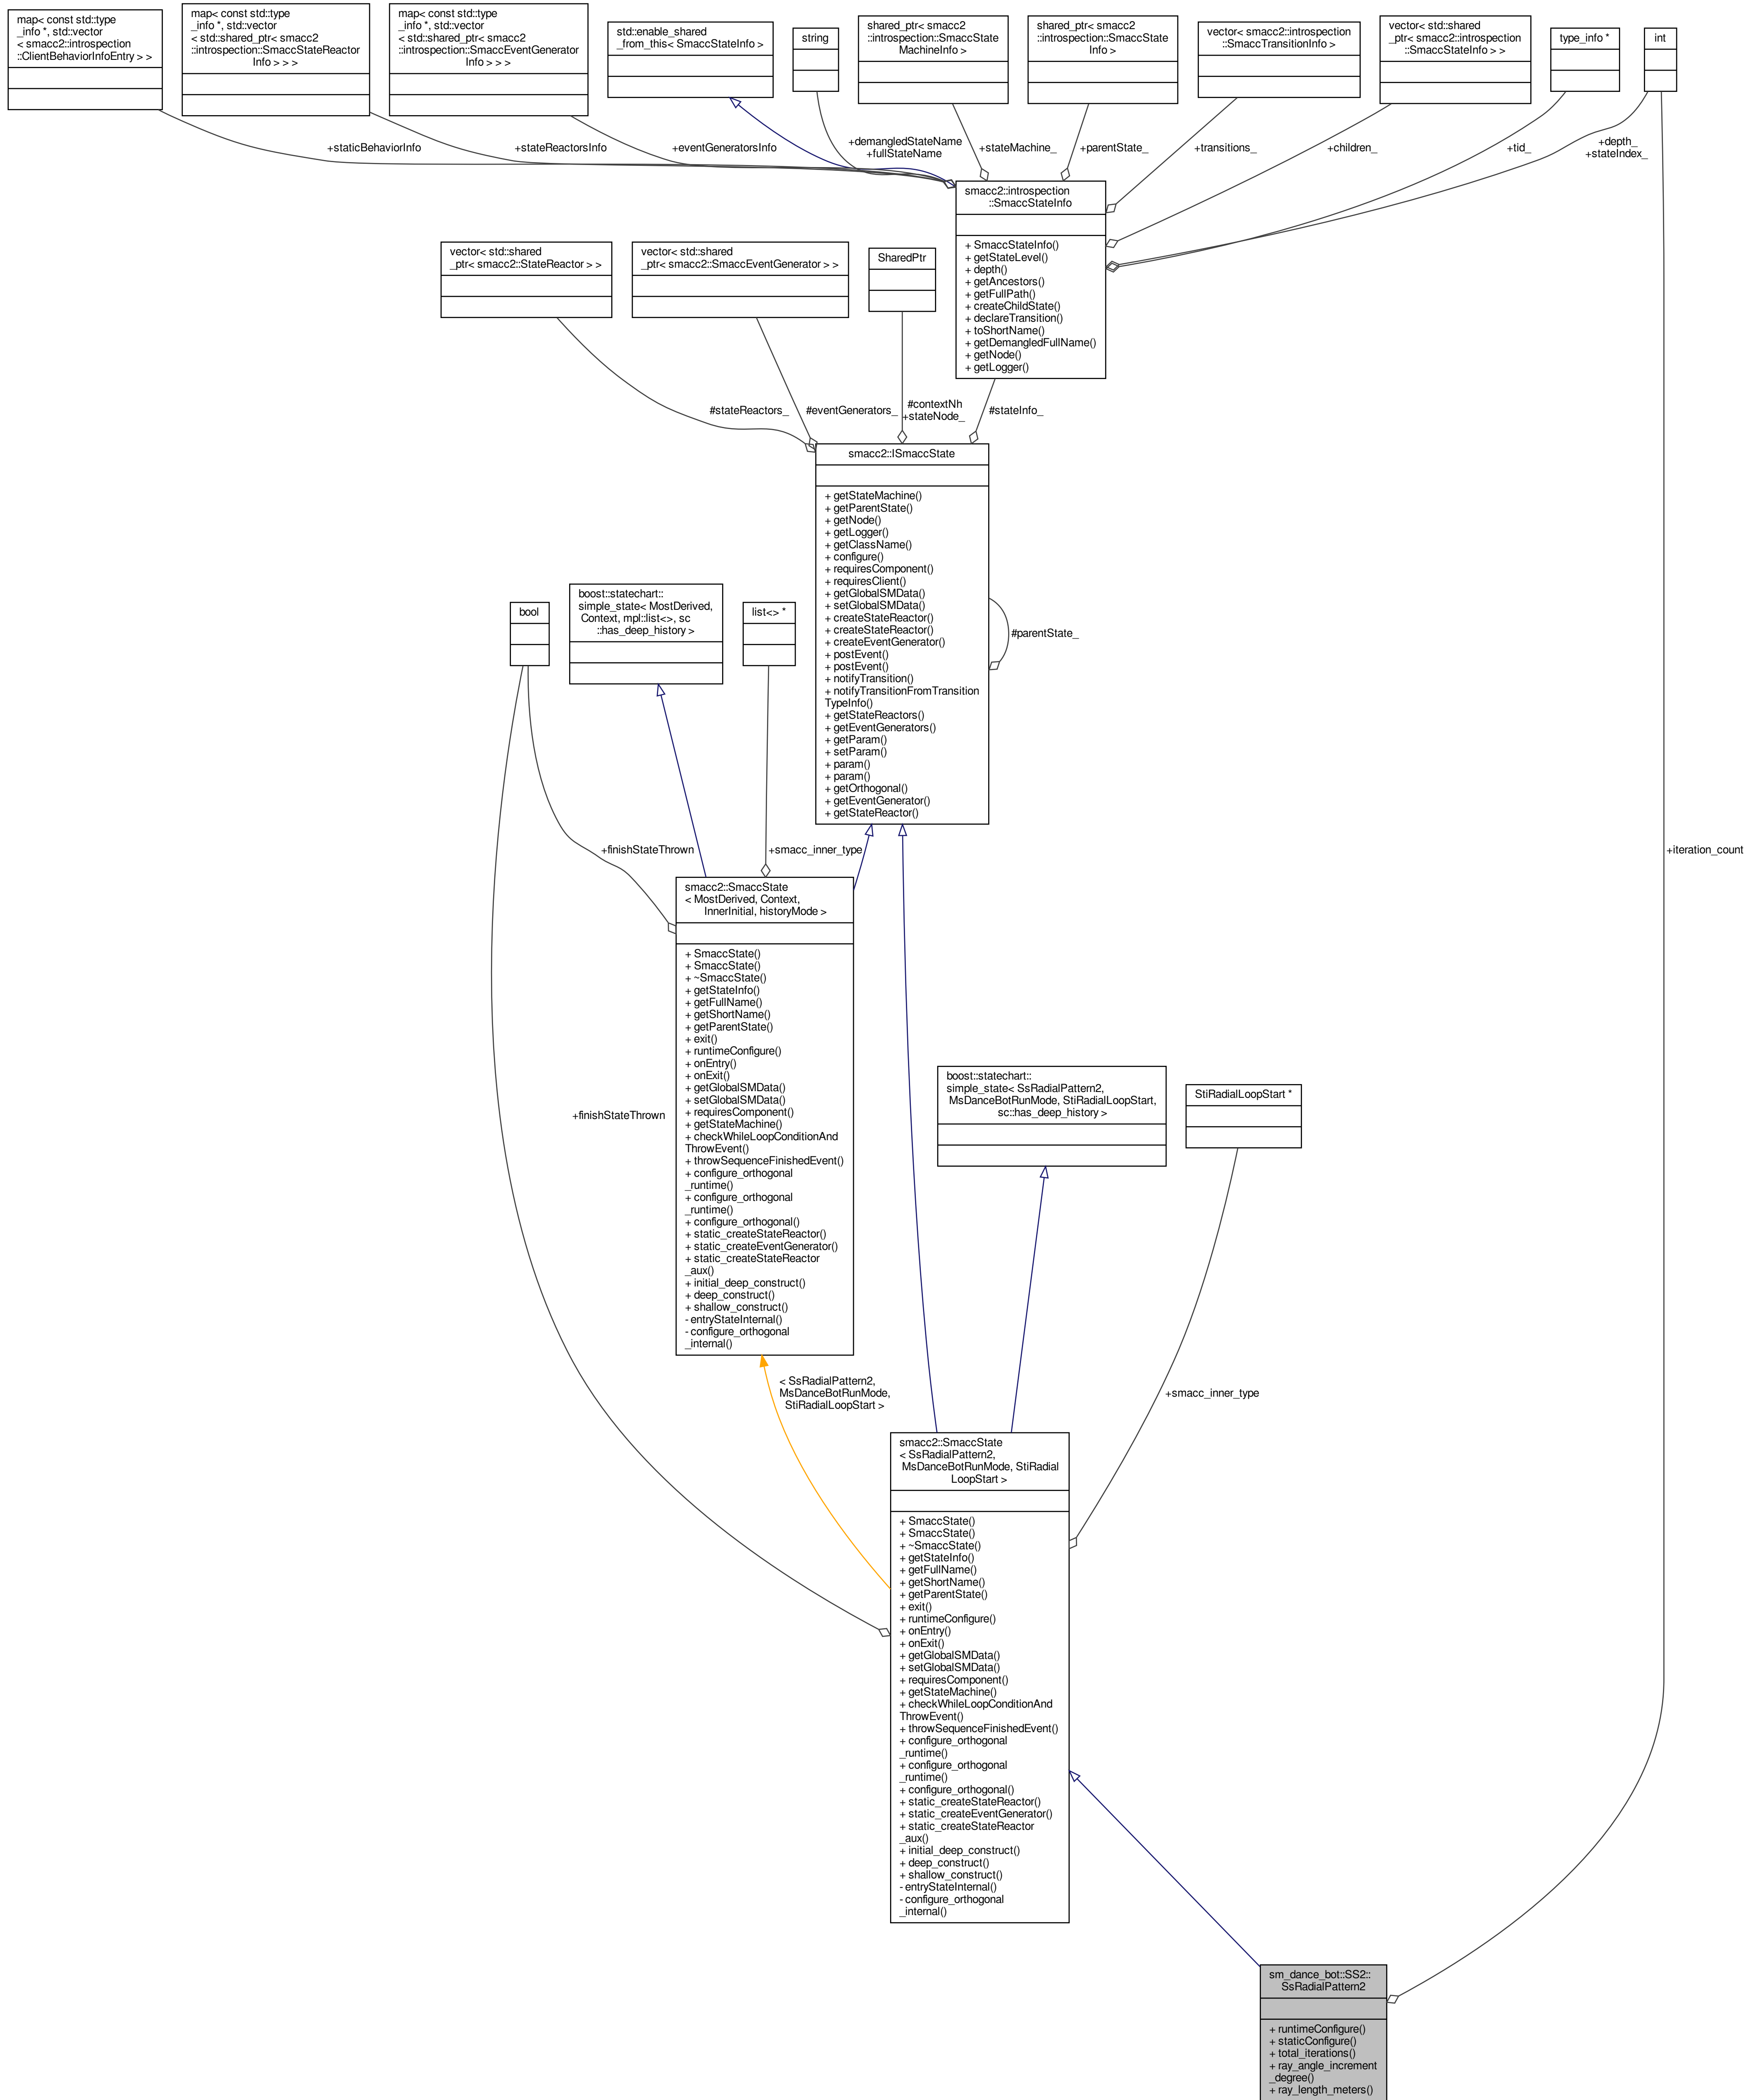 map< const std::type
_info *, std::vector
< smacc2::introspection
::ClientBehaviorInfoEntry > >
map< const std::type
_info *, std::vector
< std::shared_ptr< smacc2
::introspection::SmaccStateReactor
Info > > >
map< const std::type
_info *, std::vector
< std::shared_ptr< smacc2
::introspection::SmaccEventGenerator
Info > > >
std::enable_shared
_from_this< SmaccStateInfo >
string
shared_ptr< smacc2
::introspection::SmaccState
MachineInfo >
shared_ptr< smacc2
::introspection::SmaccState
Info >
vector< smacc2::introspection
::SmaccTransitionInfo >
vector< std::shared
_ptr< smacc2::introspection
::SmaccStateInfo > >
type_info *
int
+staticBehaviorInfo
+stateReactorsInfo
+eventGeneratorsInfo
+demangledStateName
+fullStateName
+stateMachine_
+parentState_
+transitions_
+children_
+tid_
+depth_
+stateIndex_
smacc2::introspection
::SmaccStateInfo
+ SmaccStateInfo()
+ getStateLevel()
+ depth()
+ getAncestors()
+ getFullPath()
+ createChildState()
+ declareTransition()
+ toShortName()
+ getDemangledFullName()
+ getNode()
+ getLogger()
vector< std::shared
_ptr< smacc2::StateReactor > >
vector< std::shared
_ptr< smacc2::SmaccEventGenerator > >
SharedPtr
#stateReactors_
#eventGenerators_
#contextNh
+stateNode_
#stateInfo_
smacc2::ISmaccState
+ getStateMachine()
+ getParentState()
+ getNode()
+ getLogger()
+ getClassName()
+ configure()
+ requiresComponent()
+ requiresClient()
+ getGlobalSMData()
+ setGlobalSMData()
+ createStateReactor()
+ createStateReactor()
+ createEventGenerator()
+ postEvent()
+ postEvent()
+ notifyTransition()
+ notifyTransitionFromTransition
TypeInfo()
+ getStateReactors()
+ getEventGenerators()
+ getParam()
+ setParam()
+ param()
+ param()
+ getOrthogonal()
+ getEventGenerator()
+ getStateReactor()
#parentState_
bool
boost::statechart::
simple_state< MostDerived,
Context, mpl::list<>, sc
::has_deep_history >
list<> *
+finishStateThrown
+smacc_inner_type
+iteration_count
smacc2::SmaccState
< MostDerived, Context,
InnerInitial, historyMode >
+ SmaccState()
+ SmaccState()
+ ~SmaccState()
+ getStateInfo()
+ getFullName()
+ getShortName()
+ getParentState()
+ exit()
+ runtimeConfigure()
+ onEntry()
+ onExit()
+ getGlobalSMData()
+ setGlobalSMData()
+ requiresComponent()
+ getStateMachine()
+ checkWhileLoopConditionAnd
ThrowEvent()
+ throwSequenceFinishedEvent()
+ configure_orthogonal
_runtime()
+ configure_orthogonal
_runtime()
+ configure_orthogonal()
+ static_createStateReactor()
+ static_createEventGenerator()
+ static_createStateReactor
_aux()
+ initial_deep_construct()
+ deep_construct()
+ shallow_construct()
- entryStateInternal()
- configure_orthogonal
_internal()
+finishStateThrown
boost::statechart::
simple_state< SsRadialPattern2,
MsDanceBotRunMode, StiRadialLoopStart,
sc::has_deep_history >
StiRadialLoopStart *
< SsRadialPattern2,
MsDanceBotRunMode,
StiRadialLoopStart >
+smacc_inner_type
smacc2::SmaccState
< SsRadialPattern2,
MsDanceBotRunMode, StiRadial
LoopStart >
+ SmaccState()
+ SmaccState()
+ ~SmaccState()
+ getStateInfo()
+ getFullName()
+ getShortName()
+ getParentState()
+ exit()
+ runtimeConfigure()
+ onEntry()
+ onExit()
+ getGlobalSMData()
+ setGlobalSMData()
+ requiresComponent()
+ getStateMachine()
+ checkWhileLoopConditionAnd
ThrowEvent()
+ throwSequenceFinishedEvent()
+ configure_orthogonal
_runtime()
+ configure_orthogonal
_runtime()
+ configure_orthogonal()
+ static_createStateReactor()
+ static_createEventGenerator()
+ static_createStateReactor
_aux()
+ initial_deep_construct()
+ deep_construct()
+ shallow_construct()
- entryStateInternal()
- configure_orthogonal
_internal()
sm_dance_bot::SS2::
SsRadialPattern2
+ runtimeConfigure()
+ staticConfigure()
+ total_iterations()
+ ray_angle_increment
_degree()
+ ray_length_meters()